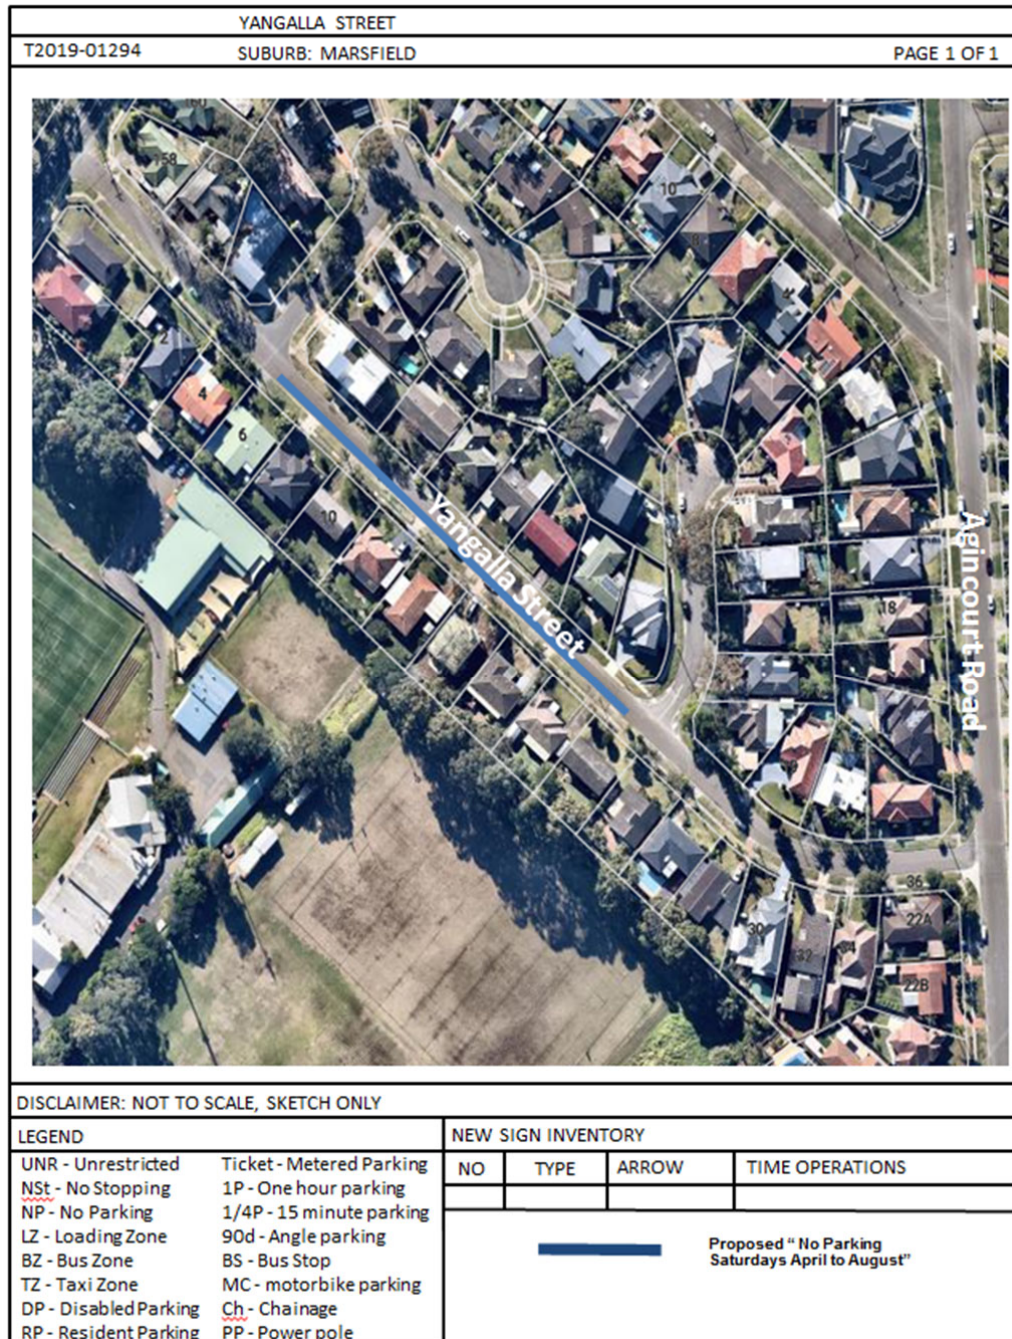 YANGALLA STREET
T2019-01294 SUBURB: MARSFIELD PAGE 1 OF 1
158
10
8
2
4
6
10
Yangalla Street
Agincourt Road
18
36
30
32
34
22A
22B
DISCLAIMER: NOT TO SCALE, SKETCH ONLY
LEGEND
UNR - Unrestricted Ticket - Metered Parking
NSt - No Stopping 1P - One hour parking
NP - No Parking 1/4P - 15 minute parking
LZ - Loading Zone 90d - Angle parking
BZ - Bus Zone BS - Bus Stop
TZ - Taxi Zone MC - motorbike parking
DP - Disabled Parking Ch - Chainage
RP - Resident Parking PP - Power pole
NEW SIGN INVENTORY
NO TYPE ARROW TIME OPERATIONS
Proposed “ No Parking
Saturdays April to August”